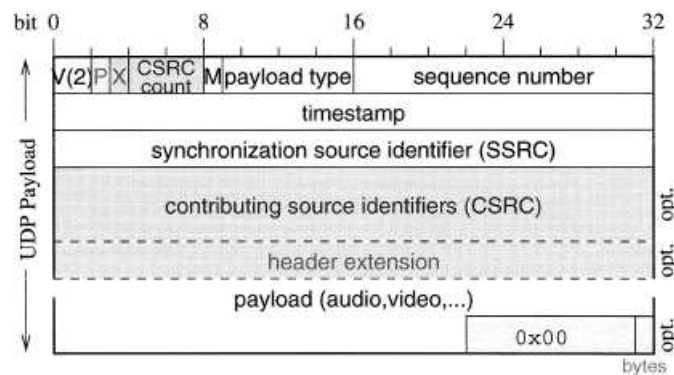 bit 0 8 16 24 32
V(2) P X CSRC count M payload type sequence number
timestamp
synchronization source identifier (SSRC)
contributing source identifiers (CSRC) opt.
header extension opt.
payload (audio,video,...)
0x00 opt.
bytes
UDP Payload